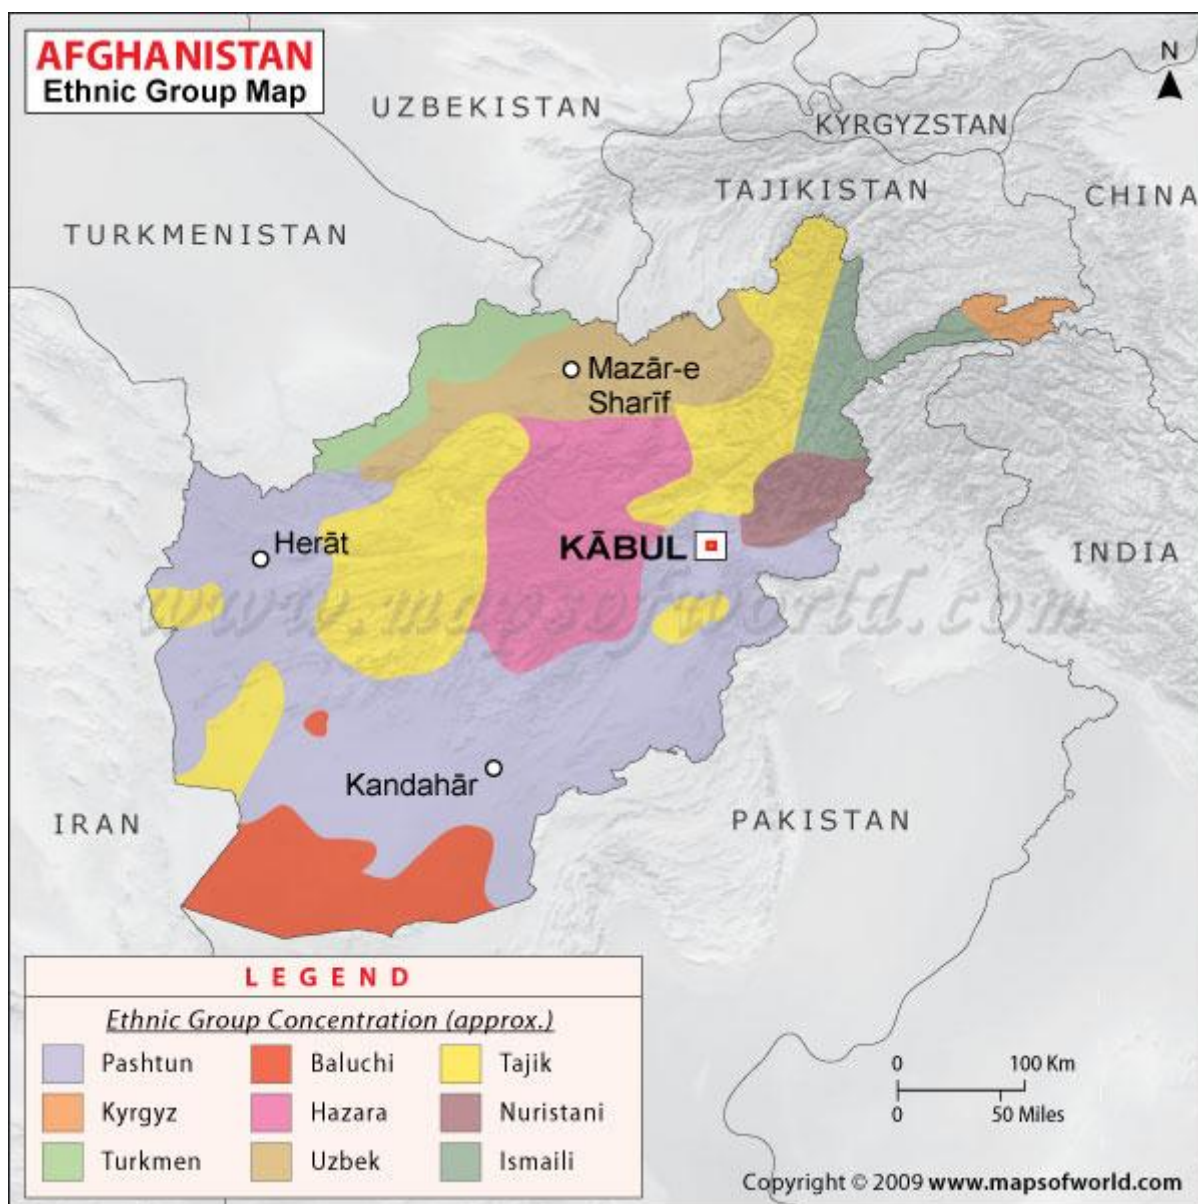 AFGHANISTAN
Ethnic Group Map
N
UZBEKISTAN
KYRGYZSTAN
TAJIKISTAN
CHINA
TURKMENISTAN
Mazār-e
Sharīf
Herāt
KĀBUL
INDIA
www.mapsofworld.com
Kandahār
IRAN
PAKISTAN
LEGEND
Ethnic Group Concentration (approx.)
Pashtun Baluchi Tajik
Kyrgyz Hazara Nuristani
Turkmen Uzbek Ismaili
0 100 Km
0 50 Miles
Copyright © 2009 www.mapsofworld.com